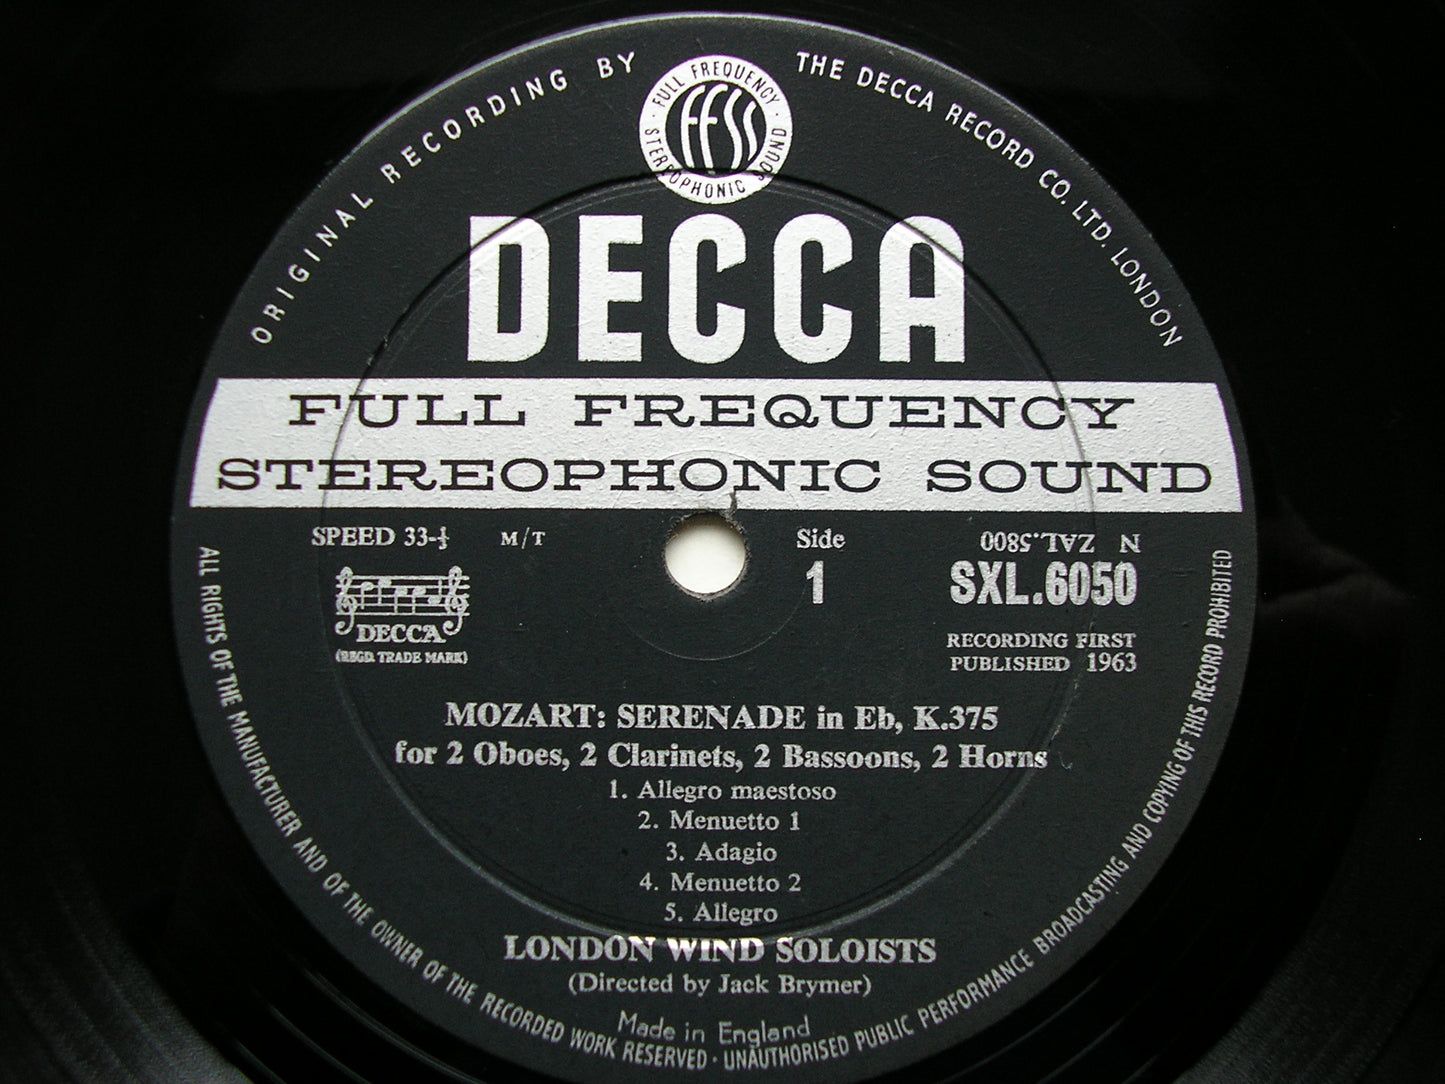 ORIGINAL RECORDING BY
THE DECCA RECORD CO. LTD. LONDON
· FULL FREQUENCY · STEREOPHONIC SOUND
FFSS
DECCA
FULL FREQUENCY
STEREOPHONIC SOUND
SPEED 33-⅓ M/T
Side
1
N ZAL.5800
SXL.6050
DECCA
(REGD. TRADE MARK)
RECORDING FIRST
PUBLISHED 1963
MOZART: SERENADE in Eb, K.375
for 2 Oboes, 2 Clarinets, 2 Bassoons, 2 Horns
1. Allegro maestoso
2. Menuetto 1
3. Adagio
4. Menuetto 2
5. Allegro
LONDON WIND SOLOISTS
(Directed by Jack Brymer)
Made in England
ALL RIGHTS OF THE MANUFACTURER AND OF THE OWNER OF THE RECORDED WORK RESERVED · UNAUTHORISED PUBLIC PERFORMANCE BROADCASTING AND COPYING OF THIS RECORD PROHIBITED